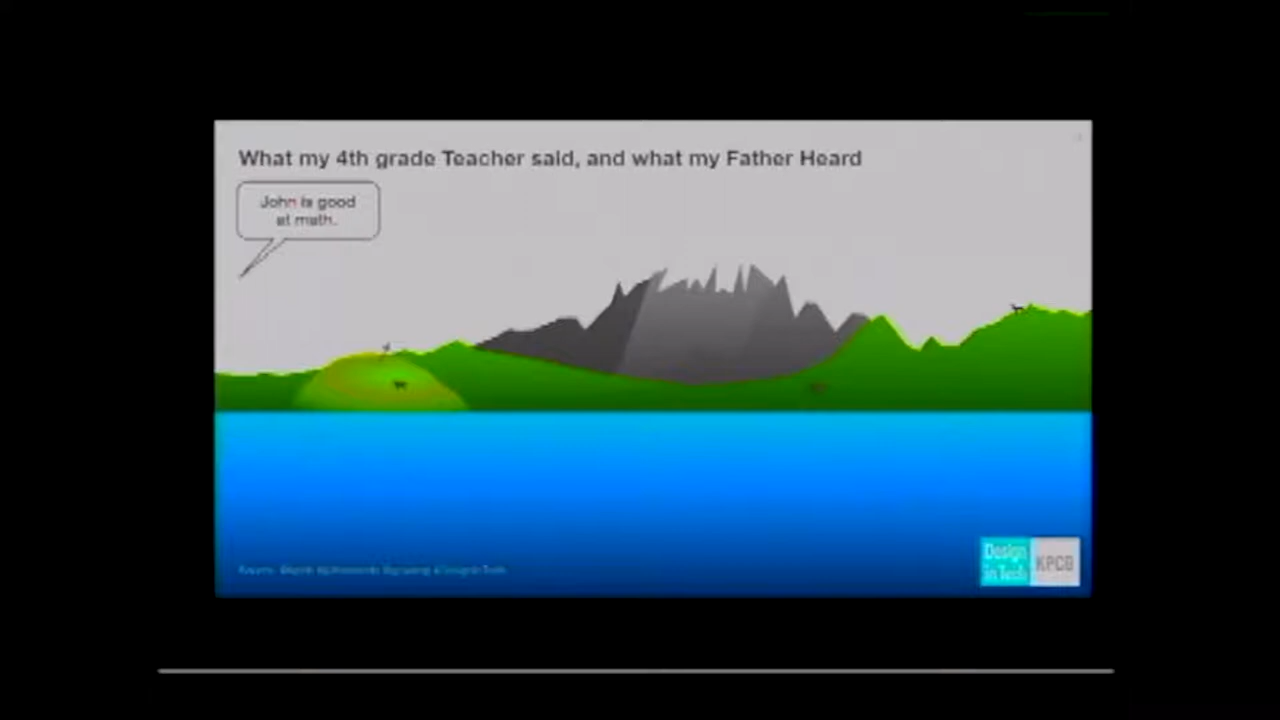 What my 4th grade Teacher said, and what my Father Heard
John is good
at math.
Design
in Tech
KPCB